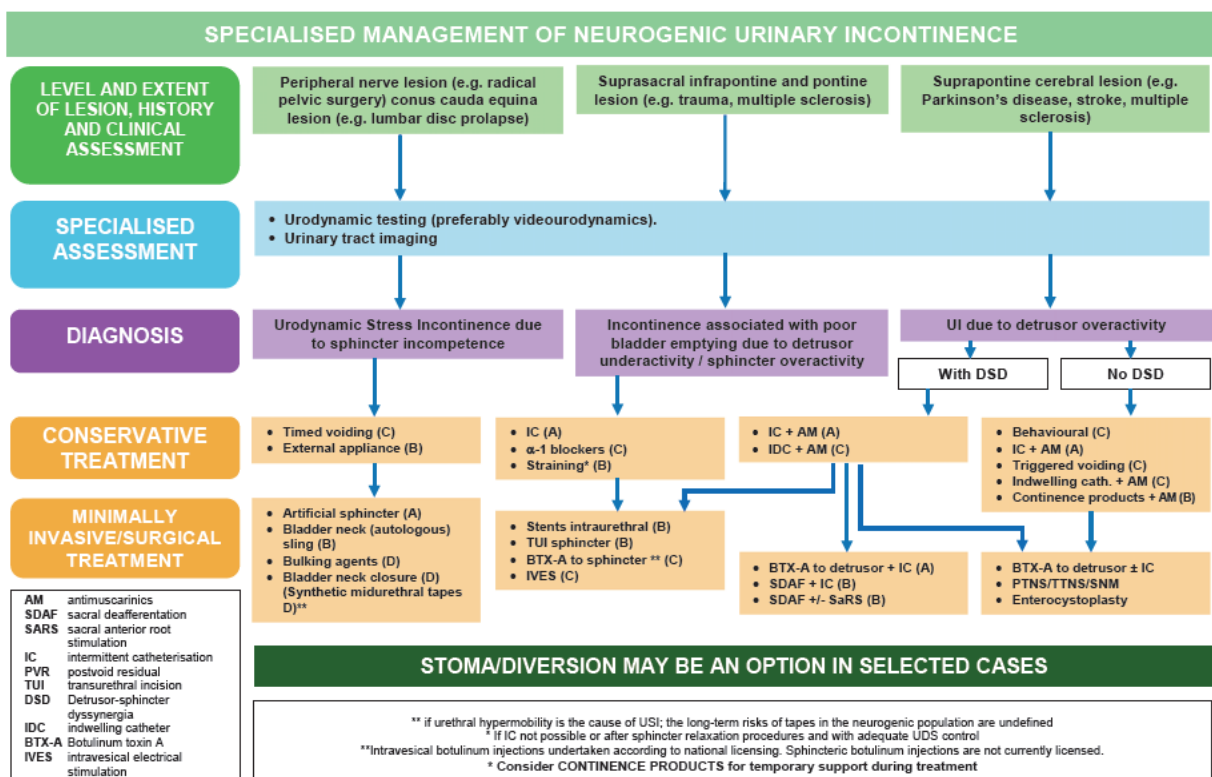 SPECIALISED MANAGEMENT OF NEUROGENIC URINARY INCONTINENCE
LEVEL AND EXTENT
OF LESION, HISTORY
AND CLINICAL
ASSESSMENT
Peripheral nerve lesion (e.g. radical
pelvic surgery) conus cauda equina
lesion (e.g. lumbar disc prolapse)
Suprasacral infrapontine and pontine
lesion (e.g. trauma, multiple sclerosis)
Suprapontine cerebral lesion (e.g.
Parkinson's disease, stroke, multiple
sclerosis)
SPECIALISED
ASSESSMENT
• Urodynamic testing (preferably videourodynamics).
• Urinary tract imaging
DIAGNOSIS
Urodynamic Stress Incontinence due
to sphincter incompetence
Incontinence associated with poor
bladder emptying due to detrusor
underactivity / sphincter overactivity
UI due to detrusor overactivity
With DSD
No DSD
CONSERVATIVE
TREATMENT
• Timed voiding (C)
• External appliance (B)
• IC (A)
• α-1 blockers (C)
• Straining* (B)
• IC + AM (A)
• IDC + AM (C)
• Behavioural (C)
• IC + AM (A)
• Triggered voiding (C)
• Indwelling cath. + AM (C)
• Continence products + AM (B)
MINIMALLY
INVASIVE/SURGICAL
TREATMENT
• Artificial sphincter (A)
• Bladder neck (autologous)
sling (B)
• Bulking agents (D)
• Bladder neck closure (D)
(Synthetic midurethral tapes
D)**
• Stents intraurethral (B)
• TUI sphincter (B)
• BTX-A to sphincter ** (C)
• IVES (C)
• BTX-A to detrusor + IC (A)
• SDAF + IC (B)
• SDAF +/- SaRS (B)
• BTX-A to detrusor ± IC
• PTNS/TTNS/SNM
• Enterocystoplasty
AM antimuscarinics
SDAF sacral deafferentation
SARS sacral anterior root
stimulation
IC intermittent catheterisation
PVR postvoid residual
TUI transurethral incision
DSD Detrusor-sphincter
dyssynergia
IDC indwelling catheter
BTX-A Botulinum toxin A
IVES intravesical electrical
stimulation
STOMA/DIVERSION MAY BE AN OPTION IN SELECTED CASES
** if urethral hypermobility is the cause of USI; the long-term risks of tapes in the neurogenic population are undefined
* If IC not possible or after sphincter relaxation procedures and with adequate UDS control
**Intravesical botulinum injections undertaken according to national licensing. Sphincteric botulinum injections are not currently licensed.
* Consider CONTINENCE PRODUCTS for temporary support during treatment